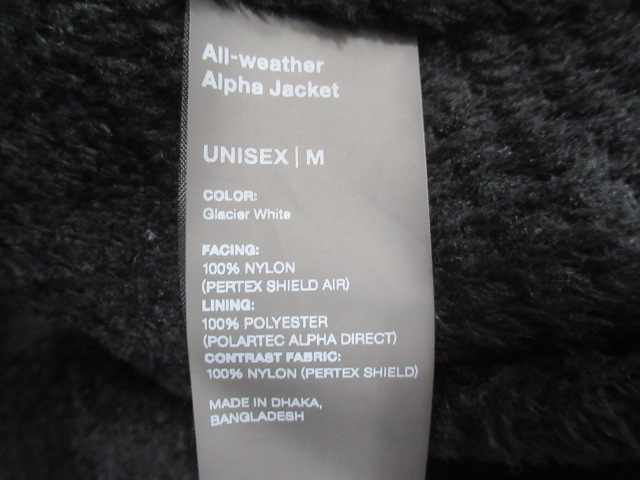 All-weather
Alpha Jacket
UNISEX | M
COLOR:
Glacier White
FACING:
100% NYLON
(PERTEX SHIELD AIR)
LINING:
100% POLYESTER
(POLARTEC ALPHA DIRECT)
CONTRAST FABRIC:
100% NYLON (PERTEX SHIELD)
MADE IN DHAKA,
BANGLADESH